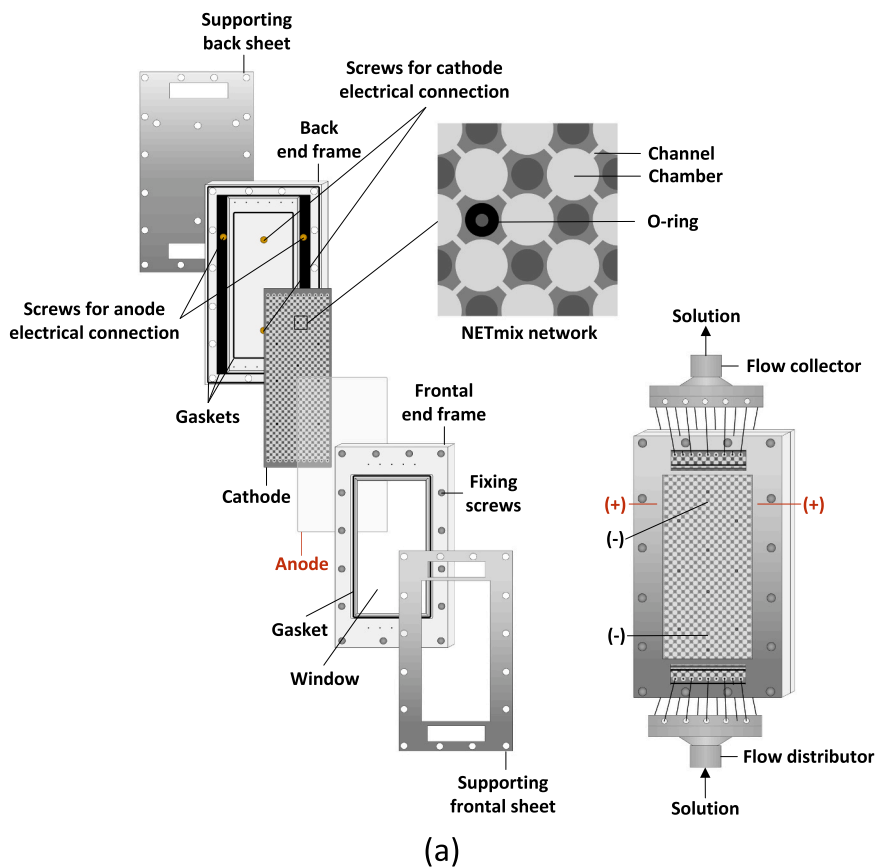 Supporting
back sheet
Screws for cathode
electrical connection
Back
end frame
Channel
Chamber
O-ring
NETmix network
Screws for anode
electrical connection
Gaskets
Cathode
Anode
Frontal
end frame
Fixing
screws
Gasket
Window
Supporting
frontal sheet
Solution
Flow collector
(+)
(+)
(-)
(-)
Flow distributor
Solution
(a)